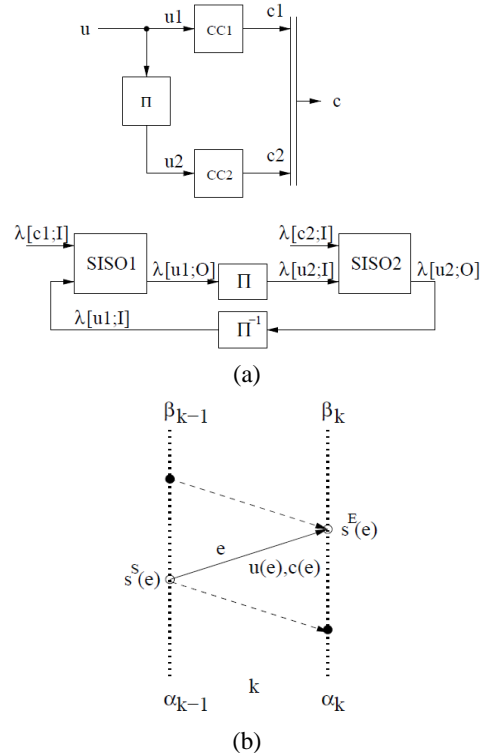 u u1 CC1 c1
Π c
u2 CC2 c2
λ[c1;I] λ[c2;I]
SISO1 λ[u1;O] Π λ[u2;I] SISO2 λ[u2;O]
λ[u1;I] Π⁻¹
(a)
βk−1 βk
e sᴱ(e)
sˢ(e) u(e),c(e)
αk−1 k αk
(b)